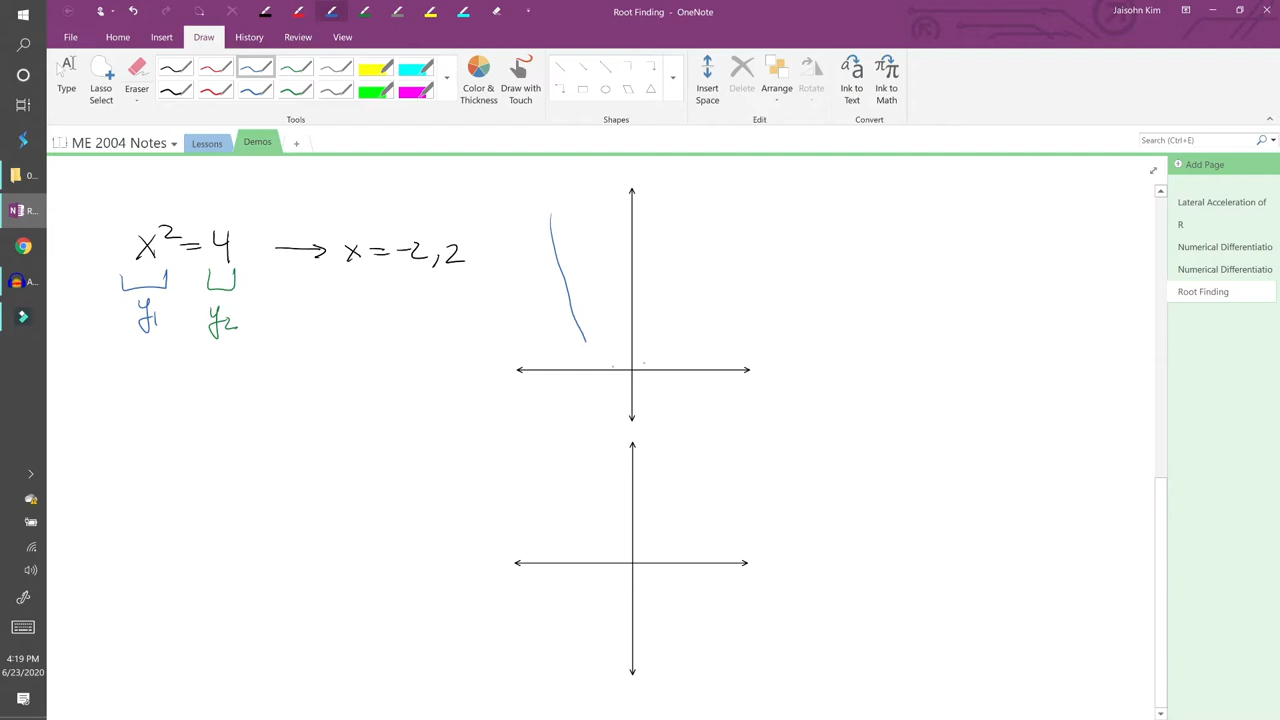 Root Finding - OneNote
Jaisohn Kim
File Home Insert Draw History Review View
Type
Lasso Select
Eraser
Color & Thickness
Draw with Touch
Insert Space
Delete
Arrange
Rotate
Ink to Text
Ink to Math
Tools
Shapes
Edit
Convert
ME 2004 Notes
Lessons
Demos
Search (Ctrl+E)
Add Page
Lateral Acceleration of
R
Numerical Differentiatio
Numerical Differentiatio
Root Finding
x² = 4 → x = -2, 2
y₁ y₂
0...
R...
A...
4:19 PM
6/23/2020